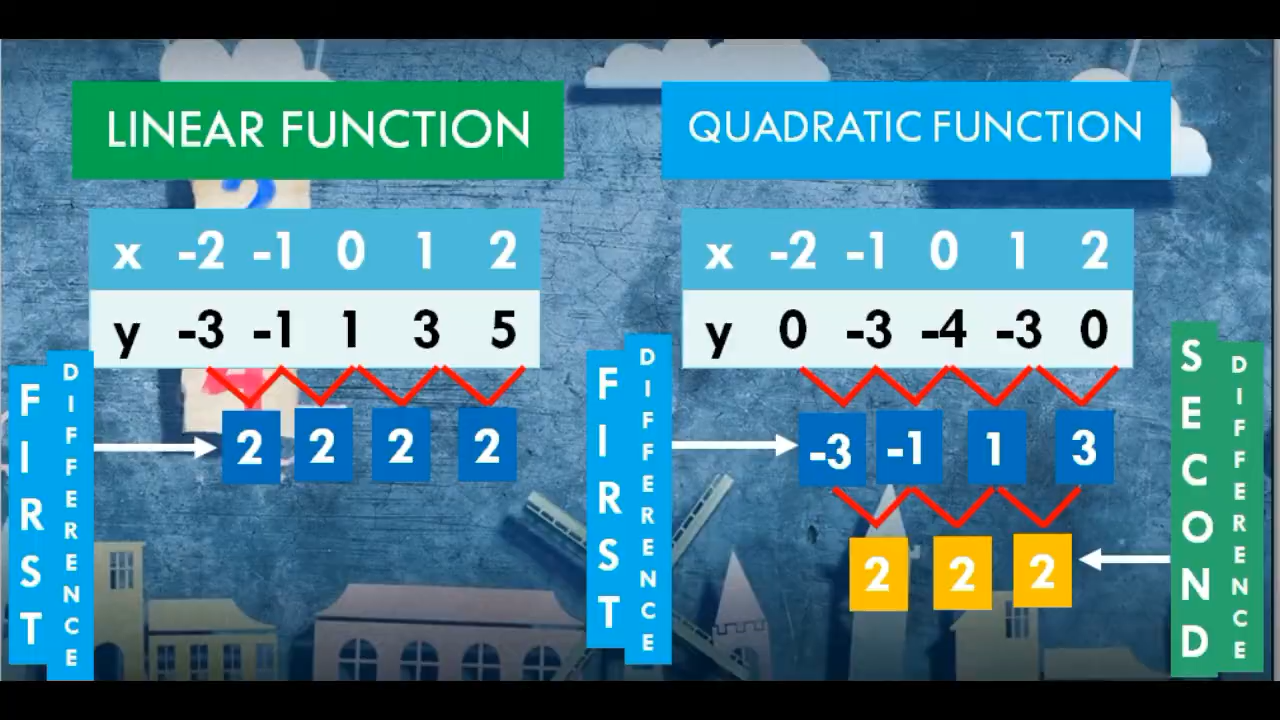 LINEAR FUNCTION
x -2 -1 0 1 2
y -3 -1 1 3 5
FIRST
DIFFERENCE
2 2 2 2
QUADRATIC FUNCTION
x -2 -1 0 1 2
y 0 -3 -4 -3 0
FIRST
DIFFERENCE
-3 -1 1 3
2 2 2
SECOND
DIFFERENCE
2